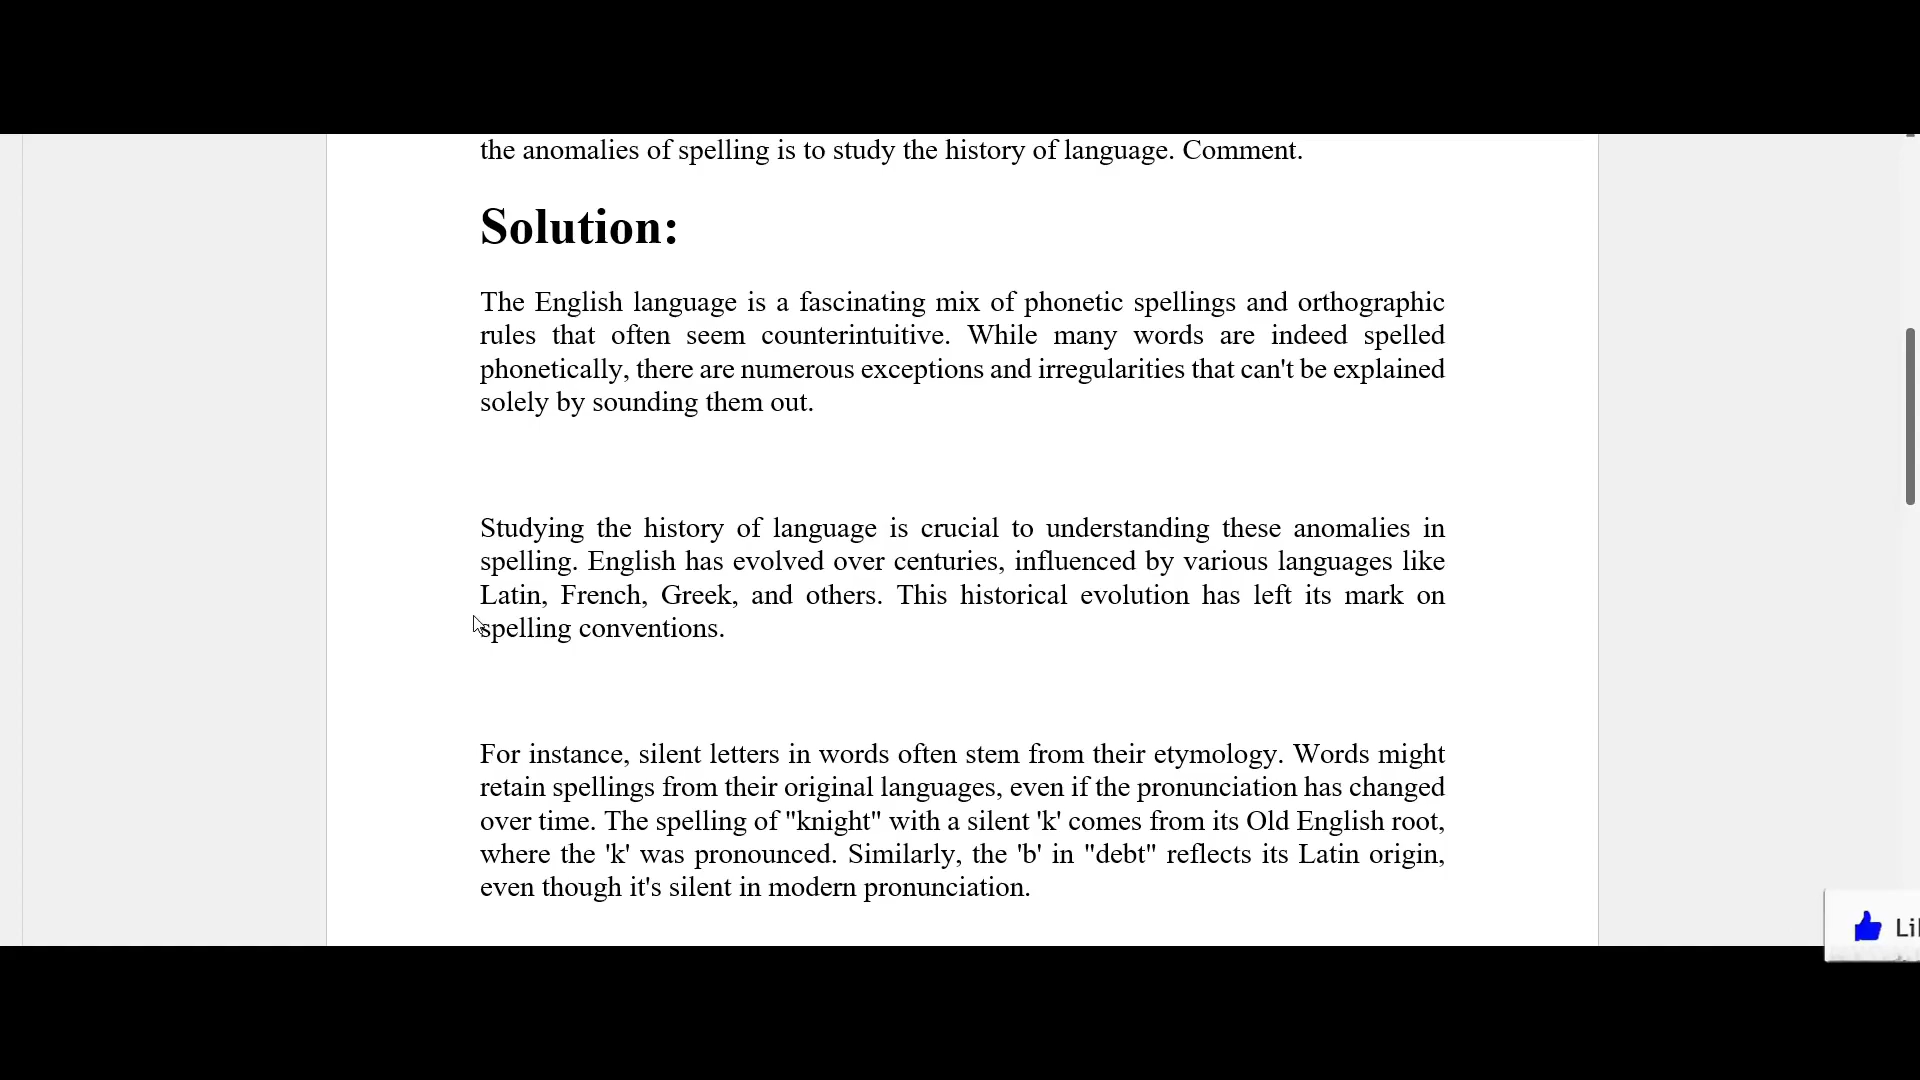 the anomalies of spelling is to study the history of language. Comment.
Solution:
The English language is a fascinating mix of phonetic spellings and orthographic
rules that often seem counterintuitive. While many words are indeed spelled
phonetically, there are numerous exceptions and irregularities that can't be explained
solely by sounding them out.
Studying the history of language is crucial to understanding these anomalies in
spelling. English has evolved over centuries, influenced by various languages like
Latin, French, Greek, and others. This historical evolution has left its mark on
spelling conventions.
For instance, silent letters in words often stem from their etymology. Words might
retain spellings from their original languages, even if the pronunciation has changed
over time. The spelling of "knight" with a silent 'k' comes from its Old English root,
where the 'k' was pronounced. Similarly, the 'b' in "debt" reflects its Latin origin,
even though it's silent in modern pronunciation.